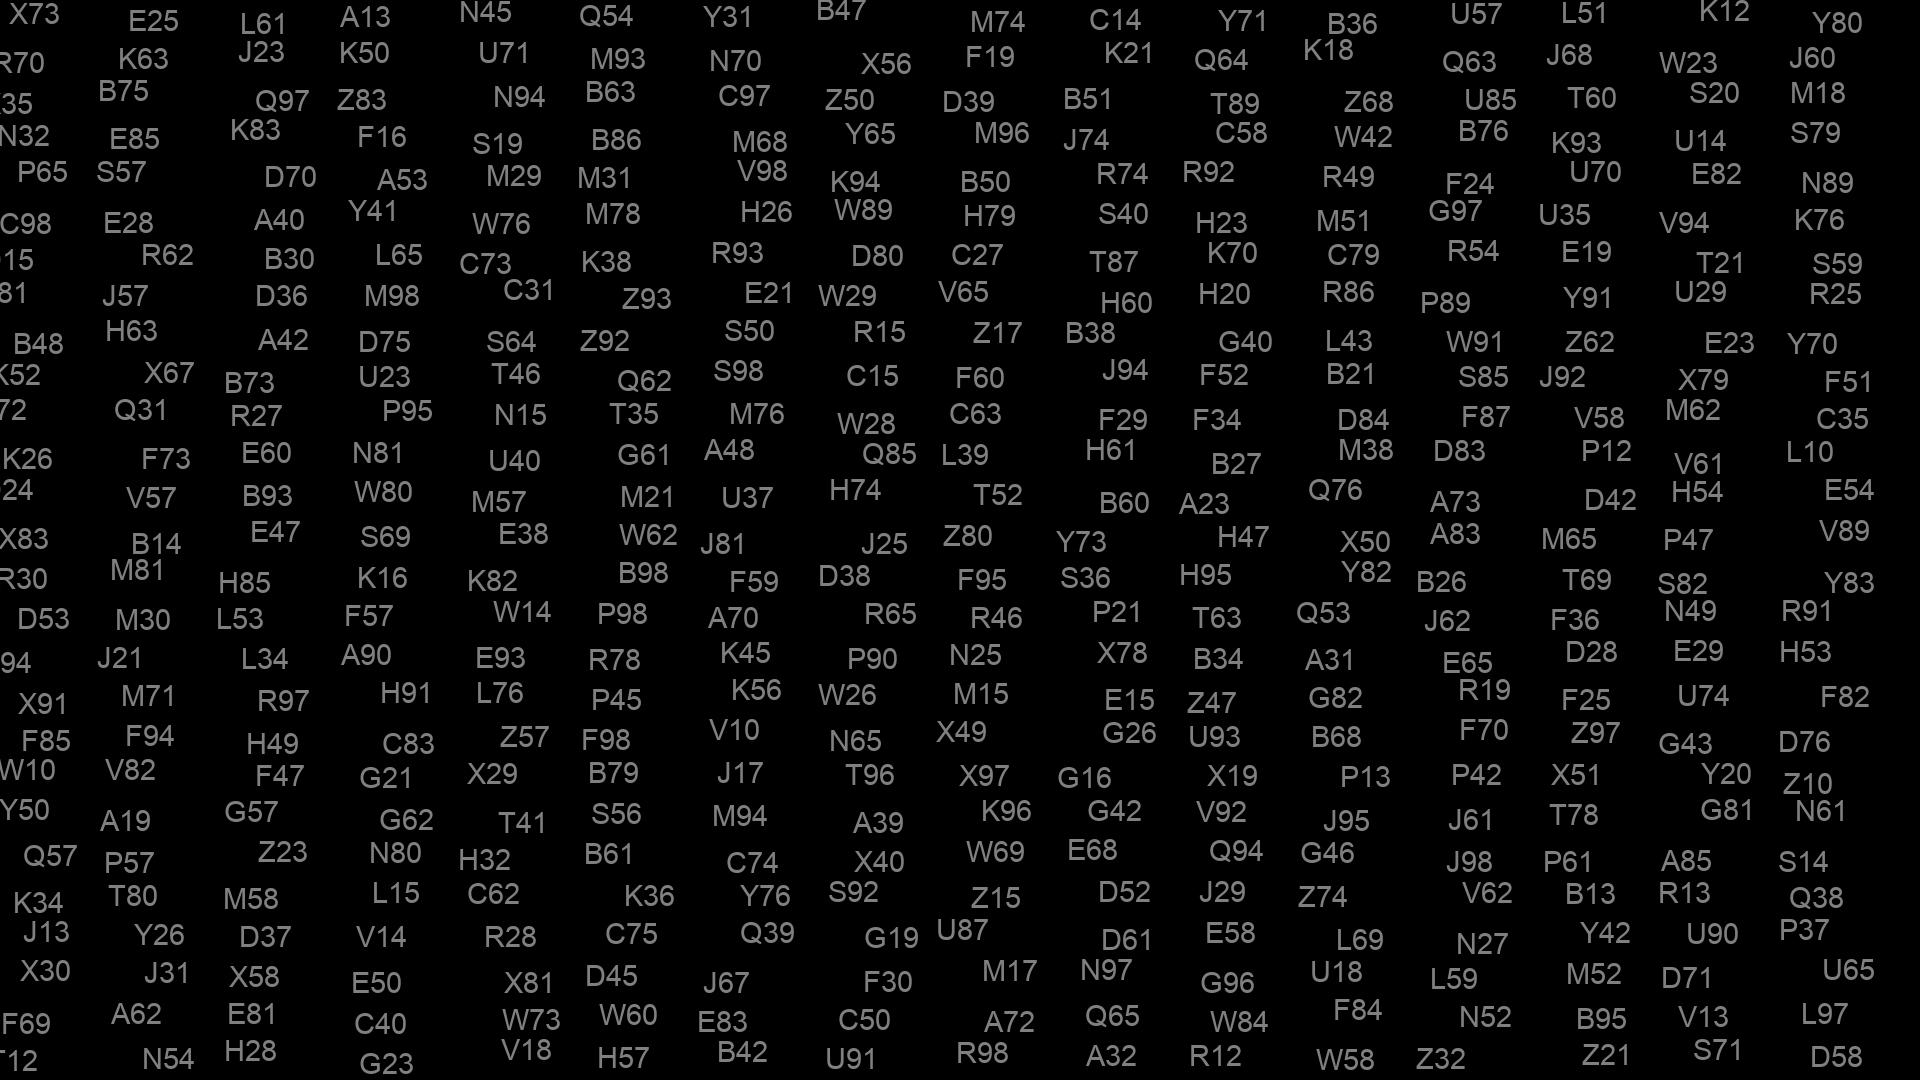 X73 E25 L61 A13 N45 Q54 Y31 B47 M74 C14 Y71 B36 U57 L51 K12 Y80
R70 K63 J23 K50 U71 M93 N70 X56 F19 K21 Q64 K18 Q63 J68 W23 J60
35 B75 Q97 Z83 N94 B63 C97 Z50 D39 B51 T89 Z68 U85 T60 S20 M18
N32 E85 K83 F16 S19 B86 M68 Y65 M96 J74 C58 W42 B76 K93 U14 S79
P65 S57 D70 A53 M29 M31 V98 K94 B50 R74 R92 R49 F24 U70 E82 N89
C98 E28 A40 Y41 W76 M78 H26 W89 H79 S40 H23 M51 G97 U35 V94 K76
15 R62 B30 L65 C73 K38 R93 D80 C27 T87 K70 C79 R54 E19 T21 S59
81 J57 D36 M98 C31 Z93 E21 W29 V65 H60 H20 R86 P89 Y91 U29 R25
B48 H63 A42 D75 S64 Z92 S50 R15 Z17 B38 G40 L43 W91 Z62 E23 Y70
K52 X67 B73 U23 T46 Q62 S98 C15 F60 J94 F52 B21 S85 J92 X79 F51
72 Q31 R27 P95 N15 T35 M76 W28 C63 F29 F34 D84 F87 V58 M62 C35
K26 F73 E60 N81 U40 G61 A48 Q85 L39 H61 B27 M38 D83 P12 V61 L10
24 V57 B93 W80 M57 M21 U37 H74 T52 B60 A23 Q76 A73 D42 H54 E54
X83 B14 E47 S69 E38 W62 J81 J25 Z80 Y73 H47 X50 A83 M65 P47 V89
R30 M81 H85 K16 K82 B98 F59 D38 F95 S36 H95 Y82 B26 T69 S82 Y83
D53 M30 L53 F57 W14 P98 A70 R65 R46 P21 T63 Q53 J62 F36 N49 R91
94 J21 L34 A90 E93 R78 K45 P90 N25 X78 B34 A31 E65 D28 E29 H53
X91 M71 R97 H91 L76 P45 K56 W26 M15 E15 Z47 G82 R19 F25 U74 F82
F85 F94 H49 C83 Z57 F98 V10 N65 X49 G26 U93 B68 F70 Z97 G43 D76
W10 V82 F47 G21 X29 B79 J17 T96 X97 G16 X19 P13 P42 X51 Y20 Z10
Y50 A19 G57 G62 T41 S56 M94 A39 K96 G42 V92 J95 J61 T78 G81 N61
Q57 P57 Z23 N80 H32 B61 C74 X40 W69 E68 Q94 G46 J98 P61 A85 S14
K34 T80 M58 L15 C62 K36 Y76 S92 Z15 D52 J29 Z74 V62 B13 R13 Q38
J13 Y26 D37 V14 R28 C75 Q39 G19 U87 D61 E58 L69 N27 Y42 U90 P37
X30 J31 X58 E50 X81 D45 J67 F30 M17 N97 G96 U18 L59 M52 D71 U65
F69 A62 E81 C40 W73 W60 E83 C50 A72 Q65 W84 F84 N52 B95 V13 L97
T12 N54 H28 G23 V18 H57 B42 U91 R98 A32 R12 W58 Z32 Z21 S71 D58